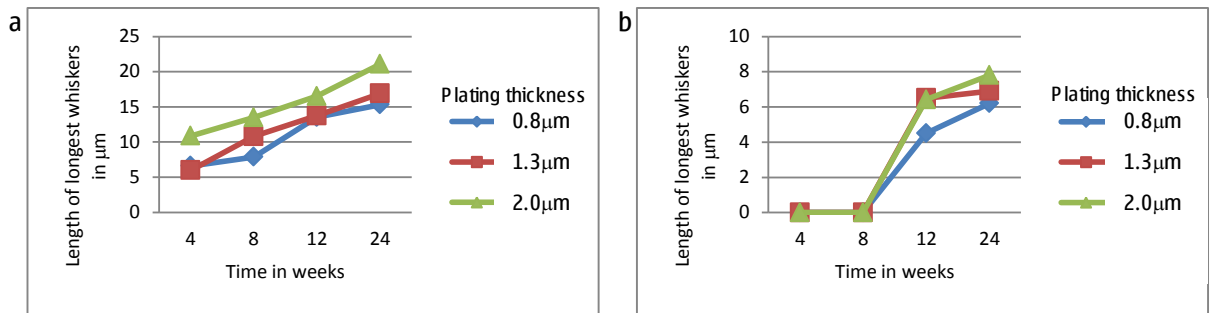 a
Length of longest whiskers
in μm
25
20
15
10
5
0
4 8 12 24
Time in weeks
Plating thickness
0.8μm
1.3μm
2.0μm
b
Length of longest whiskers
in μm
10
8
6
4
2
0
4 8 12 24
Time in weeks
Plating thickness
0.8μm
1.3μm
2.0μm